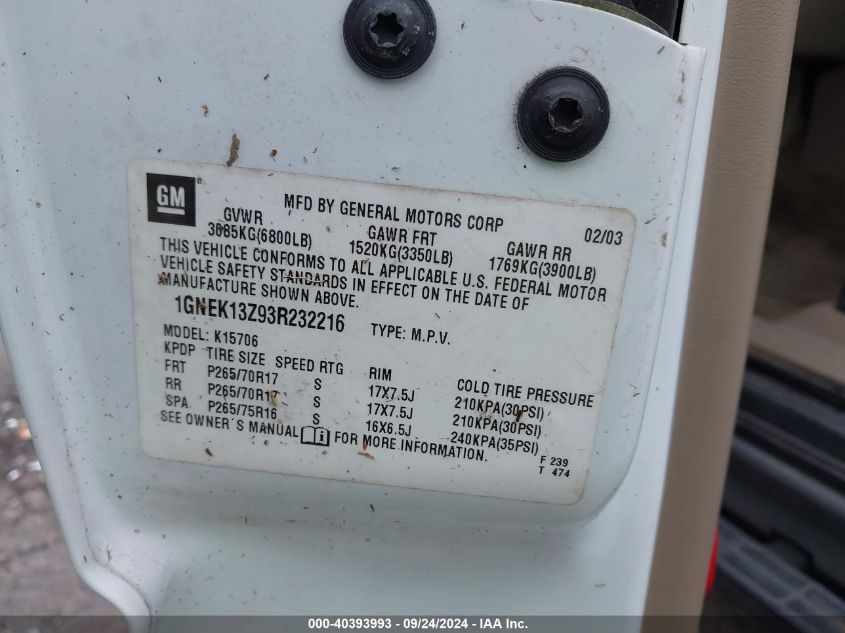 GM
MFD BY GENERAL MOTORS CORP 02/03
GVWR GAWR FRT GAWR RR
3085KG(6800LB) 1520KG(3350LB) 1769KG(3900LB)
THIS VEHICLE CONFORMS TO ALL APPLICABLE U.S. FEDERAL MOTOR
VEHICLE SAFETY STANDARDS IN EFFECT ON THE DATE OF
MANUFACTURE SHOWN ABOVE.
1GNEK13Z93R232216 TYPE: M.P.V.
MODEL: K15706
KPDP TIRE SIZE SPEED RTG RIM COLD TIRE PRESSURE
FRT P265/70R17 S 17X7.5J 210KPA(30PSI)
RR P265/70R17 S 17X7.5J 210KPA(30PSI)
SPA P265/75R16 S 16X6.5J 240KPA(35PSI)
SEE OWNER'S MANUAL FOR MORE INFORMATION.
F 239
T 474
000-40393993 - 09/24/2024 - IAA Inc.